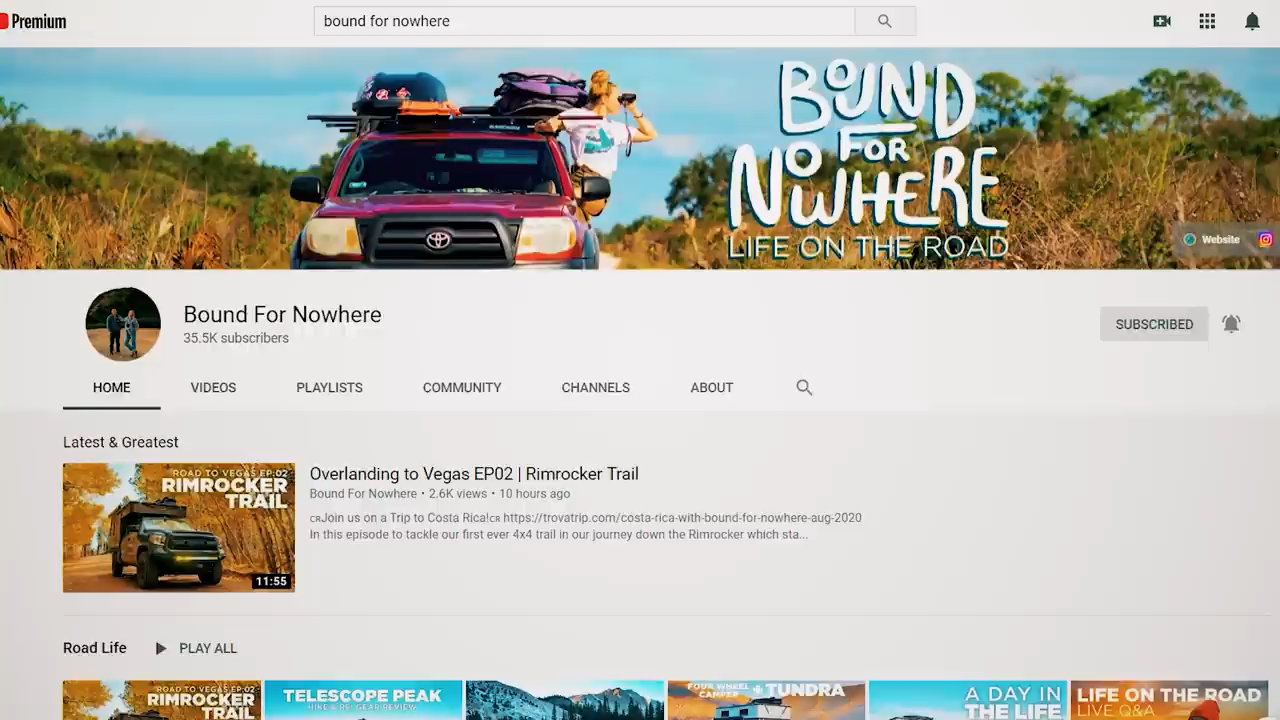 Premium
bound for nowhere
BOUND
FOR
NOWHERE
LIFE ON THE ROAD
Website
Bound For Nowhere
35.5K subscribers
SUBSCRIBED
HOME VIDEOS PLAYLISTS COMMUNITY CHANNELS ABOUT
Latest & Greatest
ROAD TO VEGAS EP:02
RIMROCKER
TRAIL
11:55
Overlanding to Vegas EP02 | Rimrocker Trail
Bound For Nowhere • 2.6K views • 10 hours ago
🇨🇷Join us on a Trip to Costa Rica!🇨🇷 https://trovatrip.com/costa-rica-with-bound-for-nowhere-aug-2020
In this episode to tackle our first ever 4x4 trail in our journey down the Rimrocker which sta...
Road Life PLAY ALL
ROAD TO VEGAS EP:02
RIMROCKER
TRAIL
TELESCOPE PEAK
HIKE & RE: GEAR REVIEW
FOUR WHEEL
CAMPER + TUNDRA
A DAY IN
THE LIFE
LIFE ON THE ROAD
LIVE Q&A